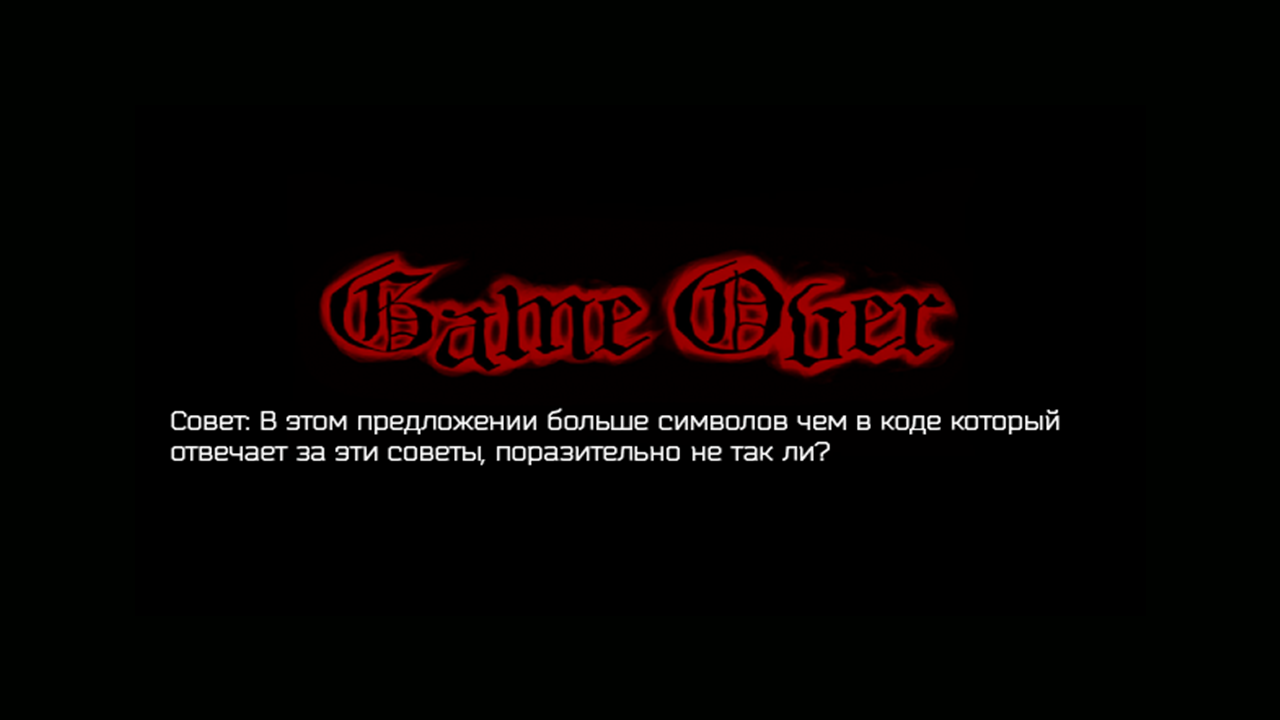 Game Over
Совет: В этом предложении больше символов чем в коде который
отвечает за эти советы, поразительно не так ли?